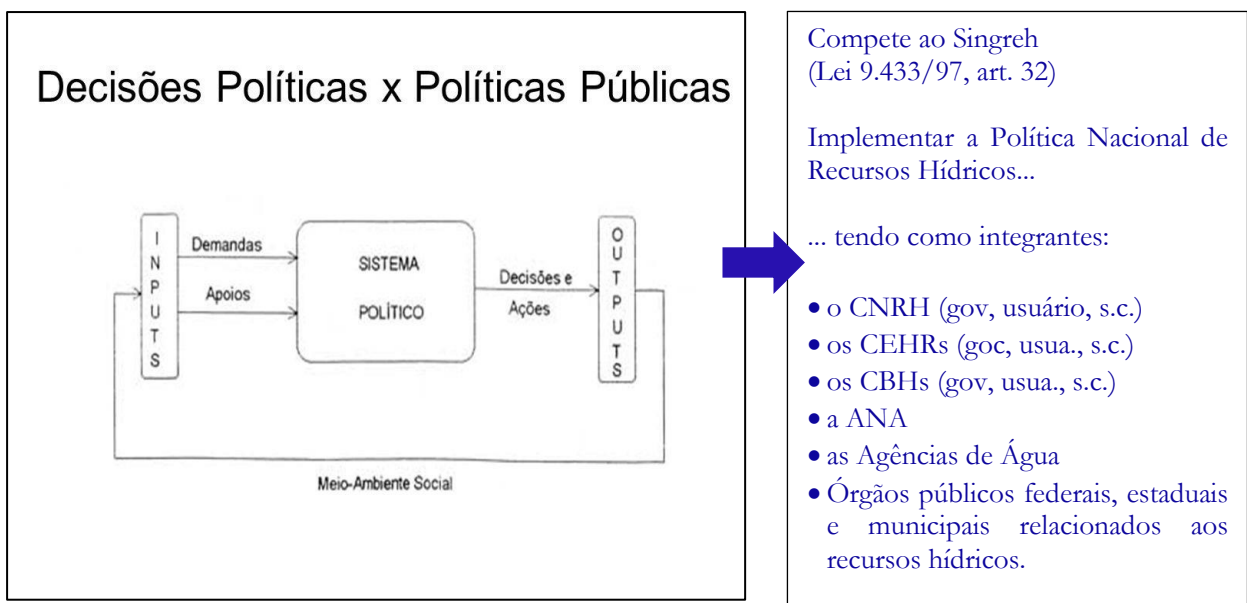 Decisões Políticas x Políticas Públicas
INPUTS
Demandas
Apoios
SISTEMA
POLÍTICO
Decisões e
Ações
OUTPUTS
Meio-Ambiente Social
Compete ao Singreh
(Lei 9.433/97, art. 32)
Implementar a Política Nacional de
Recursos Hídricos...
... tendo como integrantes:
• o CNRH (gov, usuário, s.c.)
• os CEHRs (goc, usua., s.c.)
• os CBHs (gov, usua., s.c.)
• a ANA
• as Agências de Água
• Órgãos públicos federais, estaduais
e municipais relacionados aos
recursos hídricos.